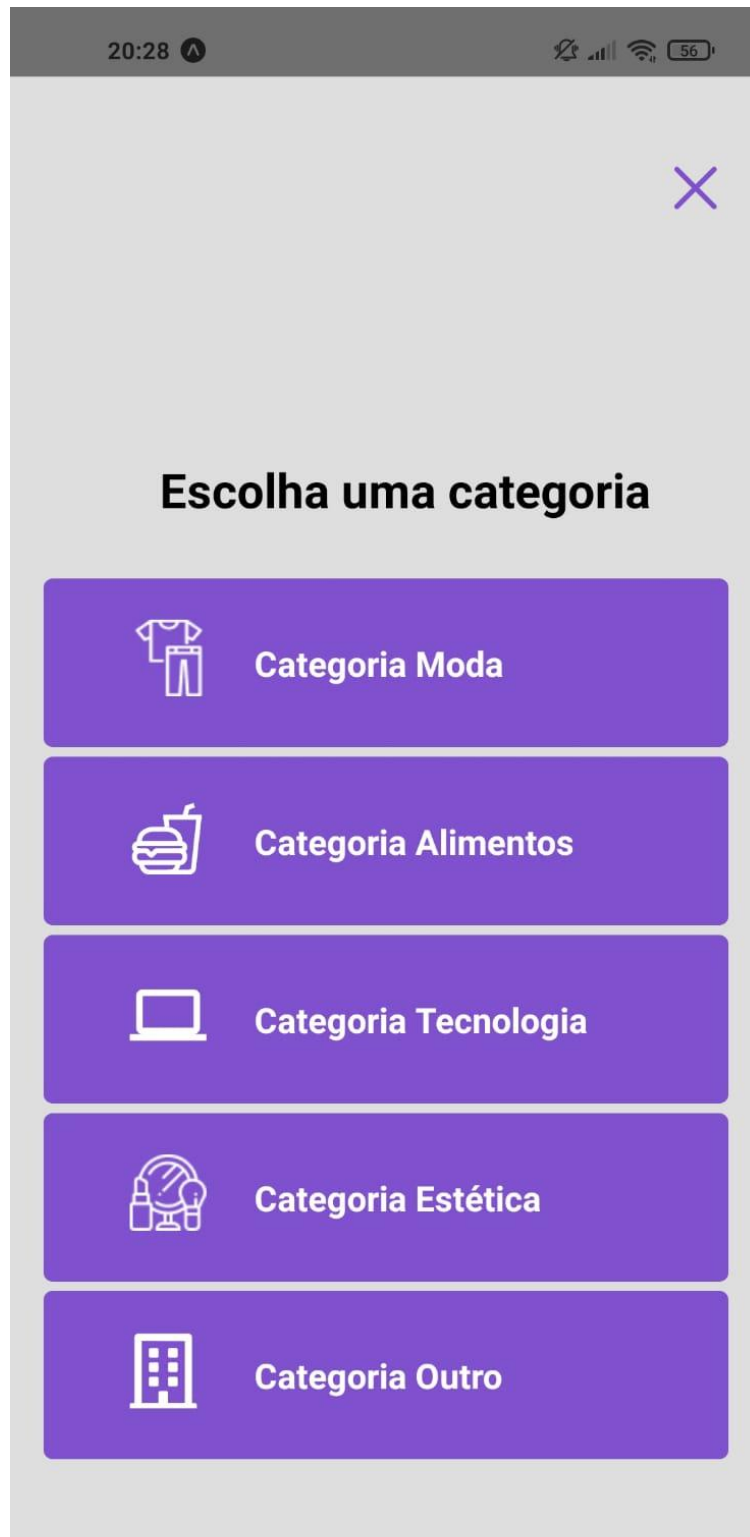 20:28
56
Escolha uma categoria
Categoria Moda
Categoria Alimentos
Categoria Tecnologia
Categoria Estética
Categoria Outro